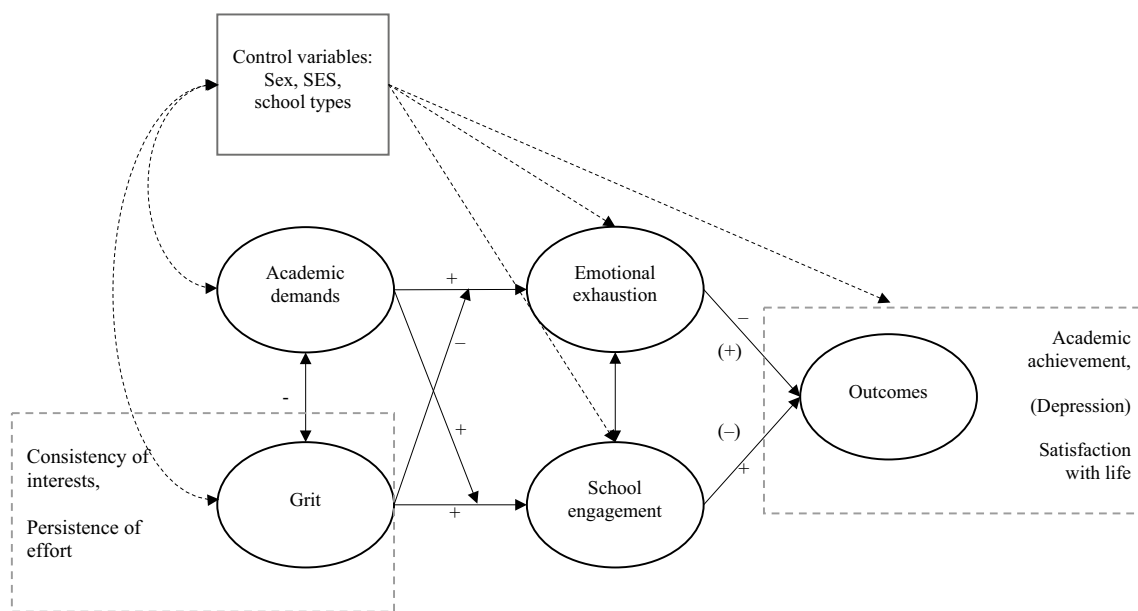 Control variables:
Sex, SES,
school types
Academic
demands
+
Emotional
exhaustion
–
(+)
–
Academic
achievement,
Outcomes
(Depression)
-
+
(–)
+
Satisfaction
with life
Consistency of
interests,
Grit
+
School
engagement
Persistence of
effort